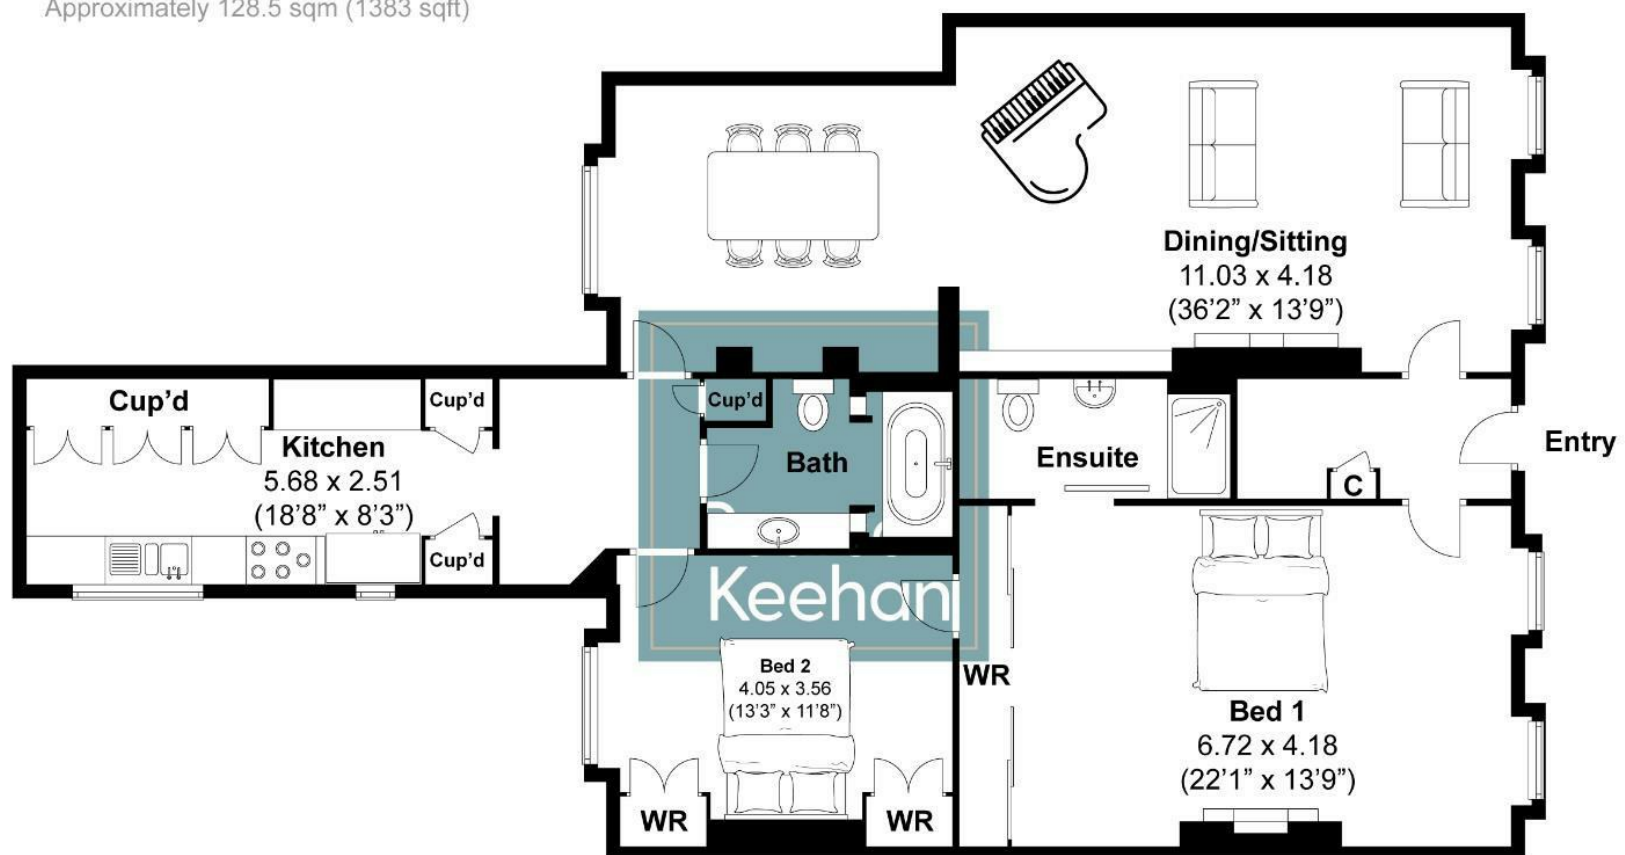 Approximately 128.5 sqm (1383 sqft)
Dining/Sitting
11.03 x 4.18
(36’2” x 13’9”)
Cup’d
Cup’d
Cup’d
Kitchen
5.68 x 2.51
(18’8” x 8’3”)
Bath
Ensuite
Entry
C
Cup’d
Keehan
Bed 2
4.05 x 3.56
(13’3” x 11’8”)
WR
Bed 1
6.72 x 4.18
(22’1” x 13’9”)
WR
WR